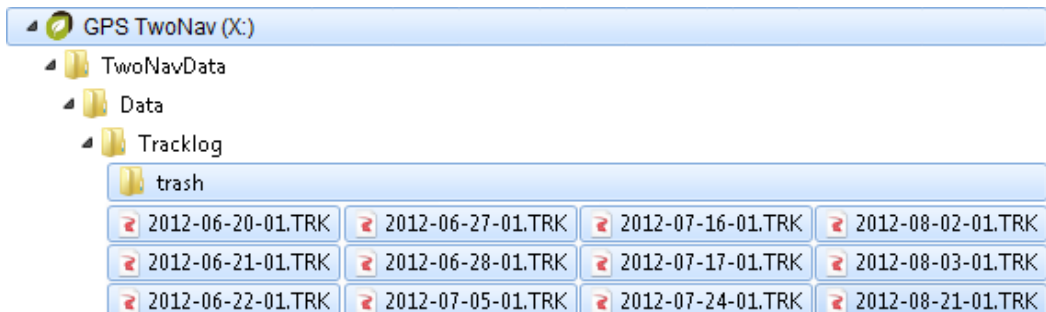 GPS TwoNav (X:)
TwoNavData
Data
Tracklog
trash
2012-06-20-01.TRK 2012-06-27-01.TRK 2012-07-16-01.TRK 2012-08-02-01.TRK
2012-06-21-01.TRK 2012-06-28-01.TRK 2012-07-17-01.TRK 2012-08-03-01.TRK
2012-06-22-01.TRK 2012-07-05-01.TRK 2012-07-24-01.TRK 2012-08-21-01.TRK